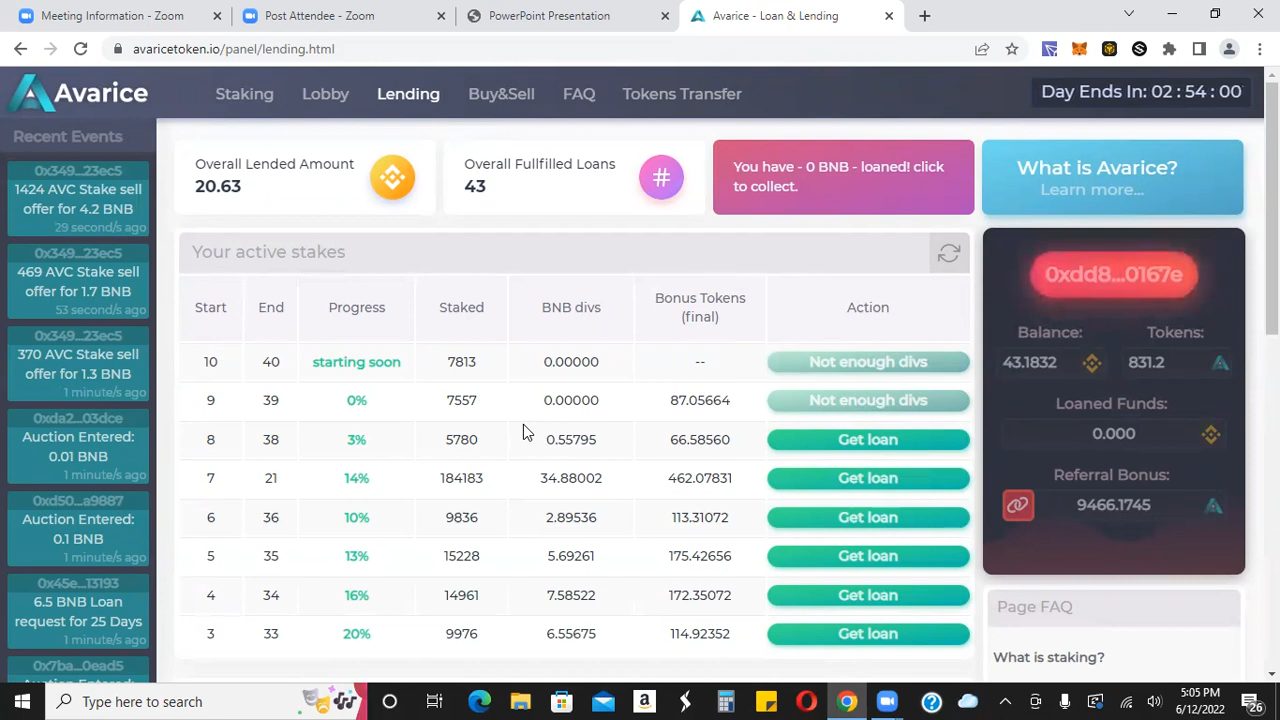 Meeting Information - Zoom
Post Attendee - Zoom
PowerPoint Presentation
Avarice - Loan & Lending
avaricetoken.io/panel/lending.html
Avarice
Staking
Lobby
Lending
Buy&Sell
FAQ
Tokens Transfer
Day Ends In: 02 : 54 : 00
Recent Events
0x349...23ec5
1424 AVC Stake sell
offer for 4.2 BNB
29 second/s ago
0x349...23ec5
469 AVC Stake sell
offer for 1.7 BNB
53 second/s ago
0x349...23ec5
370 AVC Stake sell
offer for 1.3 BNB
1 minute/s ago
0xda2...03dce
Auction Entered:
0.01 BNB
1 minute/s ago
0xd50...a9887
Auction Entered:
0.1 BNB
1 minute/s ago
0x45e...13193
6.5 BNB Loan
request for 25 Days
1 minute/s ago
0x7ba...0ead5
Overall Lended Amount
20.63
Overall Fullfilled Loans
43
#
You have - 0 BNB - loaned! click
to collect.
What is Avarice?
Learn more...
Your active stakes
Start End Progress Staked BNB divs Bonus Tokens (final) Action
10 40 starting soon 7813 0.00000 -- Not enough divs
9 39 0% 7557 0.00000 87.05664 Not enough divs
8 38 3% 5780 0.55795 66.58560 Get loan
7 21 14% 184183 34.88002 462.07831 Get loan
6 36 10% 9836 2.89536 113.31072 Get loan
5 35 13% 15228 5.69261 175.42656 Get loan
4 34 16% 14961 7.58522 172.35072 Get loan
3 33 20% 9976 6.55675 114.92352 Get loan
0xdd8...0167e
Balance: Tokens:
43.1832 831.2
Loaned Funds:
0.000
Referral Bonus:
9466.1745
Page FAQ
What is staking?
Type here to search
5:05 PM
6/12/2022
26